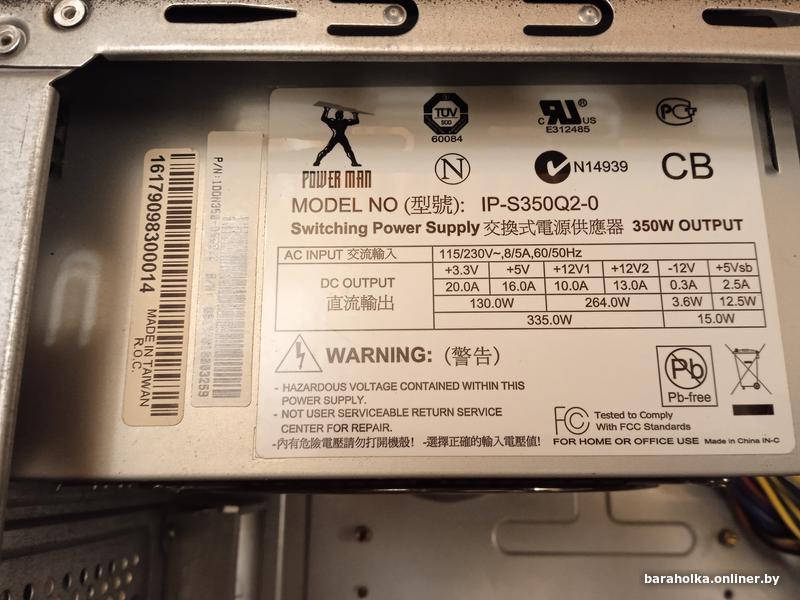 POWER MAN
TÜV
SÜD
60084
C RU ® US
E312485
PCT
N
N14939
CB
MODEL NO (型號): IP-S350Q2-0
Switching Power Supply 交換式電源供應器 350W OUTPUT
AC INPUT 交流輸入 115/230V~,8/5A,60/50Hz
DC OUTPUT
直流輸出
+3.3V +5V +12V1 +12V2 -12V +5Vsb
20.0A 16.0A 10.0A 13.0A 0.3A 2.5A
130.0W 264.0W 3.6W 12.5W
335.0W 15.0W
WARNING: (警告)
- HAZARDOUS VOLTAGE CONTAINED WITHIN THIS
POWER SUPPLY.
- NOT USER SERVICEABLE RETURN SERVICE
CENTER FOR REPAIR.
-內有危險電壓請勿打開機殼! -選擇正確的輸入電壓值!
Pb
Pb-free
FC Tested to Comply
With FCC Standards
FOR HOME OR OFFICE USE Made in China IN-C
16179098300014
MADE IN TAIWAN
R.O.C.
P/N:
baraholka.onliner.by